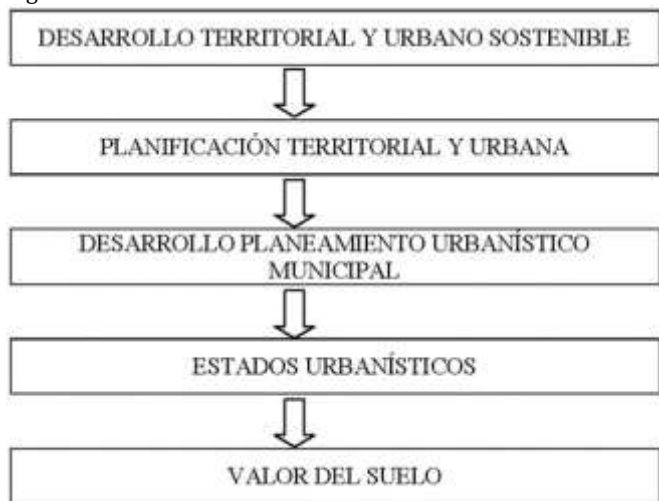 DESARROLLO TERRITORIAL Y URBANO SOSTENIBLE
PLANIFICACIÓN TERRITORIAL Y URBANA
DESARROLLO PLANEAMIENTO URBANÍSTICO
MUNICIPAL
ESTADOS URBANÍSTICOS
VALOR DEL SUELO